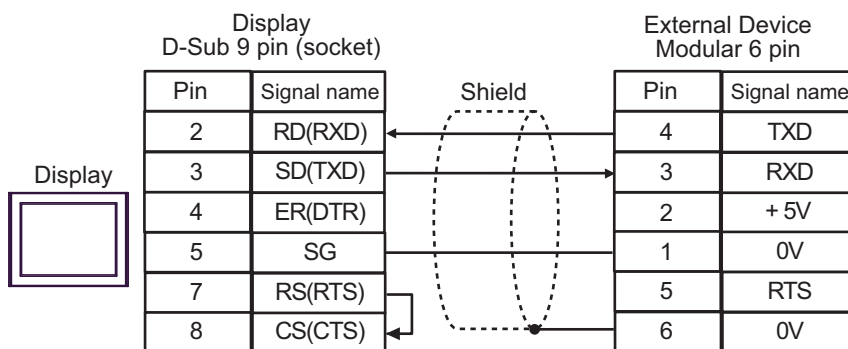 Display
D-Sub 9 pin (socket)
External Device
Modular 6 pin
Pin Signal name Shield Pin Signal name
2 RD(RXD) 4 TXD
3 SD(TXD) 3 RXD
Display
4 ER(DTR) 2 +5V
5 SG 1 0V
7 RS(RTS) 5 RTS
8 CS(CTS) 6 0V